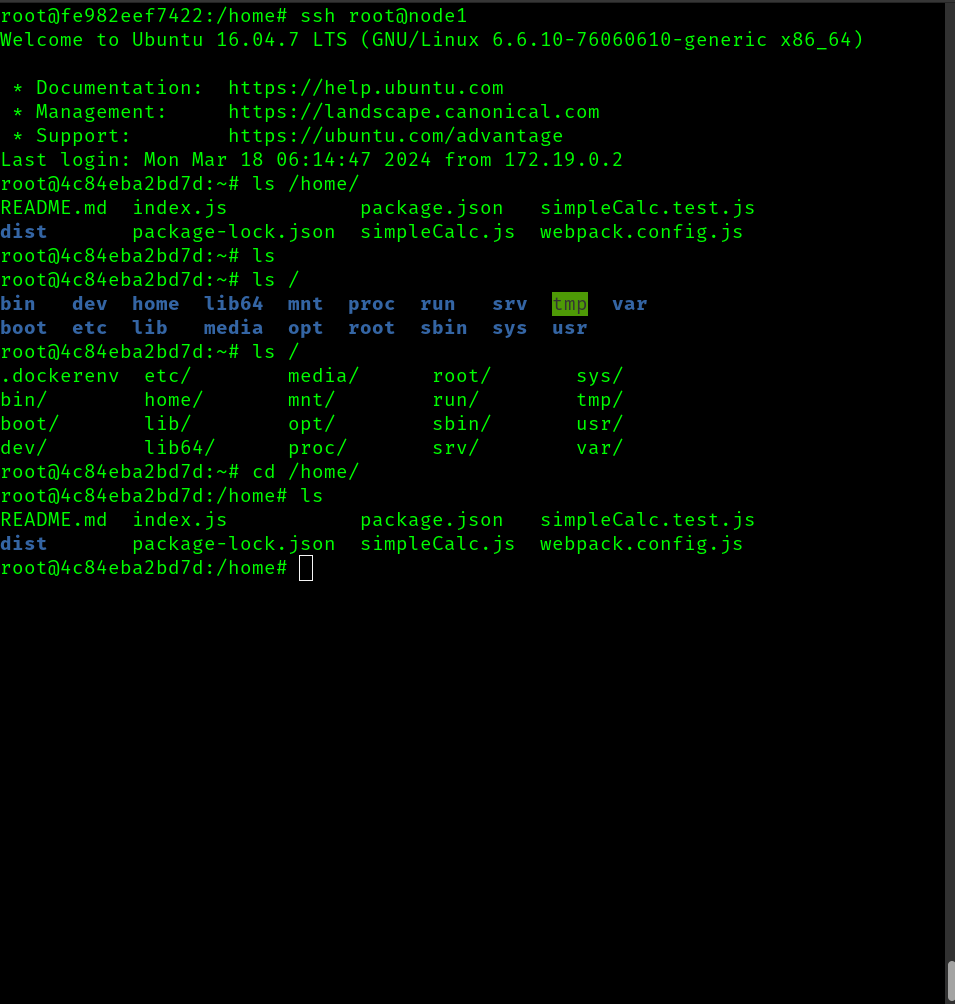 root@fe982eef7422:/home# ssh root@node1
Welcome to Ubuntu 16.04.7 LTS (GNU/Linux 6.6.10-76060610-generic x86_64)

 * Documentation:  https://help.ubuntu.com
 * Management:     https://landscape.canonical.com
 * Support:        https://ubuntu.com/advantage
Last login: Mon Mar 18 06:14:47 2024 from 172.19.0.2
root@4c84eba2bd7d:~# ls /home/
README.md  index.js           package.json   simpleCalc.test.js
dist       package-lock.json  simpleCalc.js  webpack.config.js
root@4c84eba2bd7d:~# ls
root@4c84eba2bd7d:~# ls /
bin   dev  home  lib64  mnt  proc  run   srv  tmp  var
boot  etc  lib   media  opt  root  sbin  sys  usr
root@4c84eba2bd7d:~# ls /
.dockerenv  etc/        media/      root/       sys/
bin/        home/       mnt/        run/        tmp/
boot/       lib/        opt/        sbin/       usr/
dev/        lib64/      proc/       srv/        var/
root@4c84eba2bd7d:~# cd /home/
root@4c84eba2bd7d:/home# ls
README.md  index.js           package.json   simpleCalc.test.js
dist       package-lock.json  simpleCalc.js  webpack.config.js
root@4c84eba2bd7d:/home#